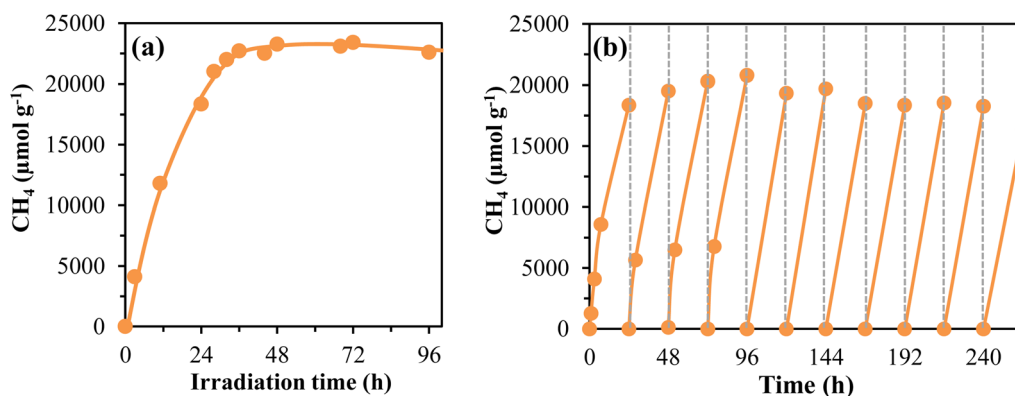 (a)
CH₄ (μmol g⁻¹)
25000
20000
15000
10000
5000
0
0 24 48 72 96
Irradiation time (h)
(b)
CH₄ (μmol g⁻¹)
25000
20000
15000
10000
5000
0
0 48 96 144 192 240
Time (h)